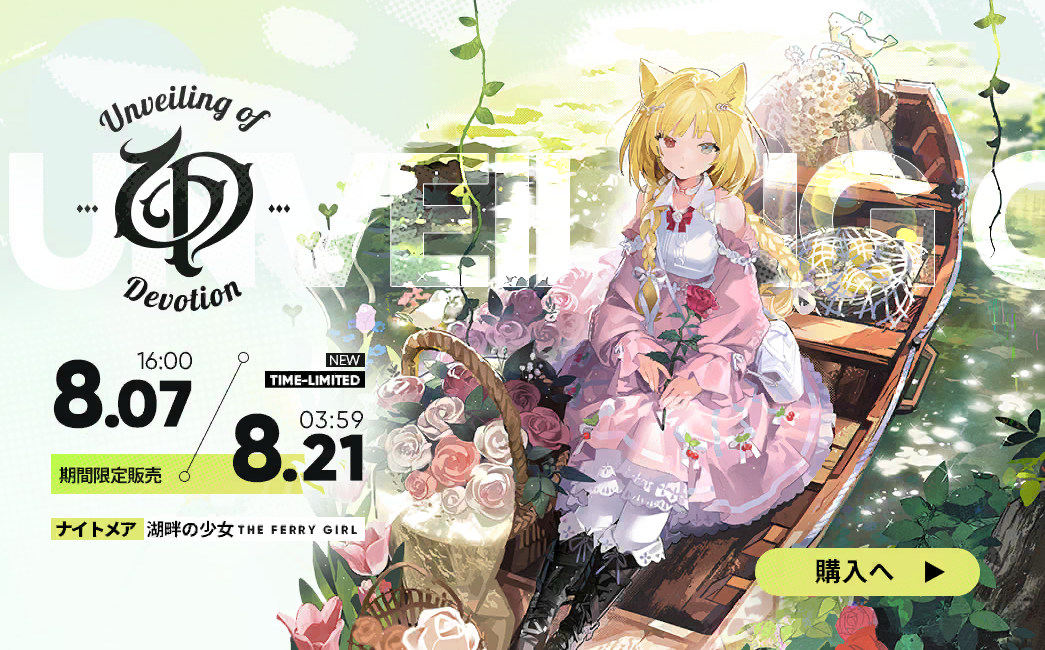 Unveiling of
Devotion
UNVEILING O
16:00
8.07
NEW
TIME-LIMITED
03:59
8.21
期間限定販売
ナイトメア 湖畔の少女 THE FERRY GIRL
購入へ